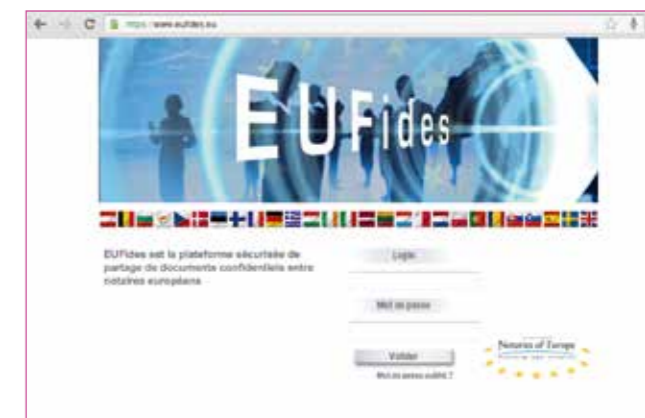 https://www.eufides.eu
EUFides
EUFides est la plateforme sécurisée de
partage de documents confidentiels entre
notaires européens
Login
Mot de passe
Valider
Mot de passe oublié ?
Notaries of Europe